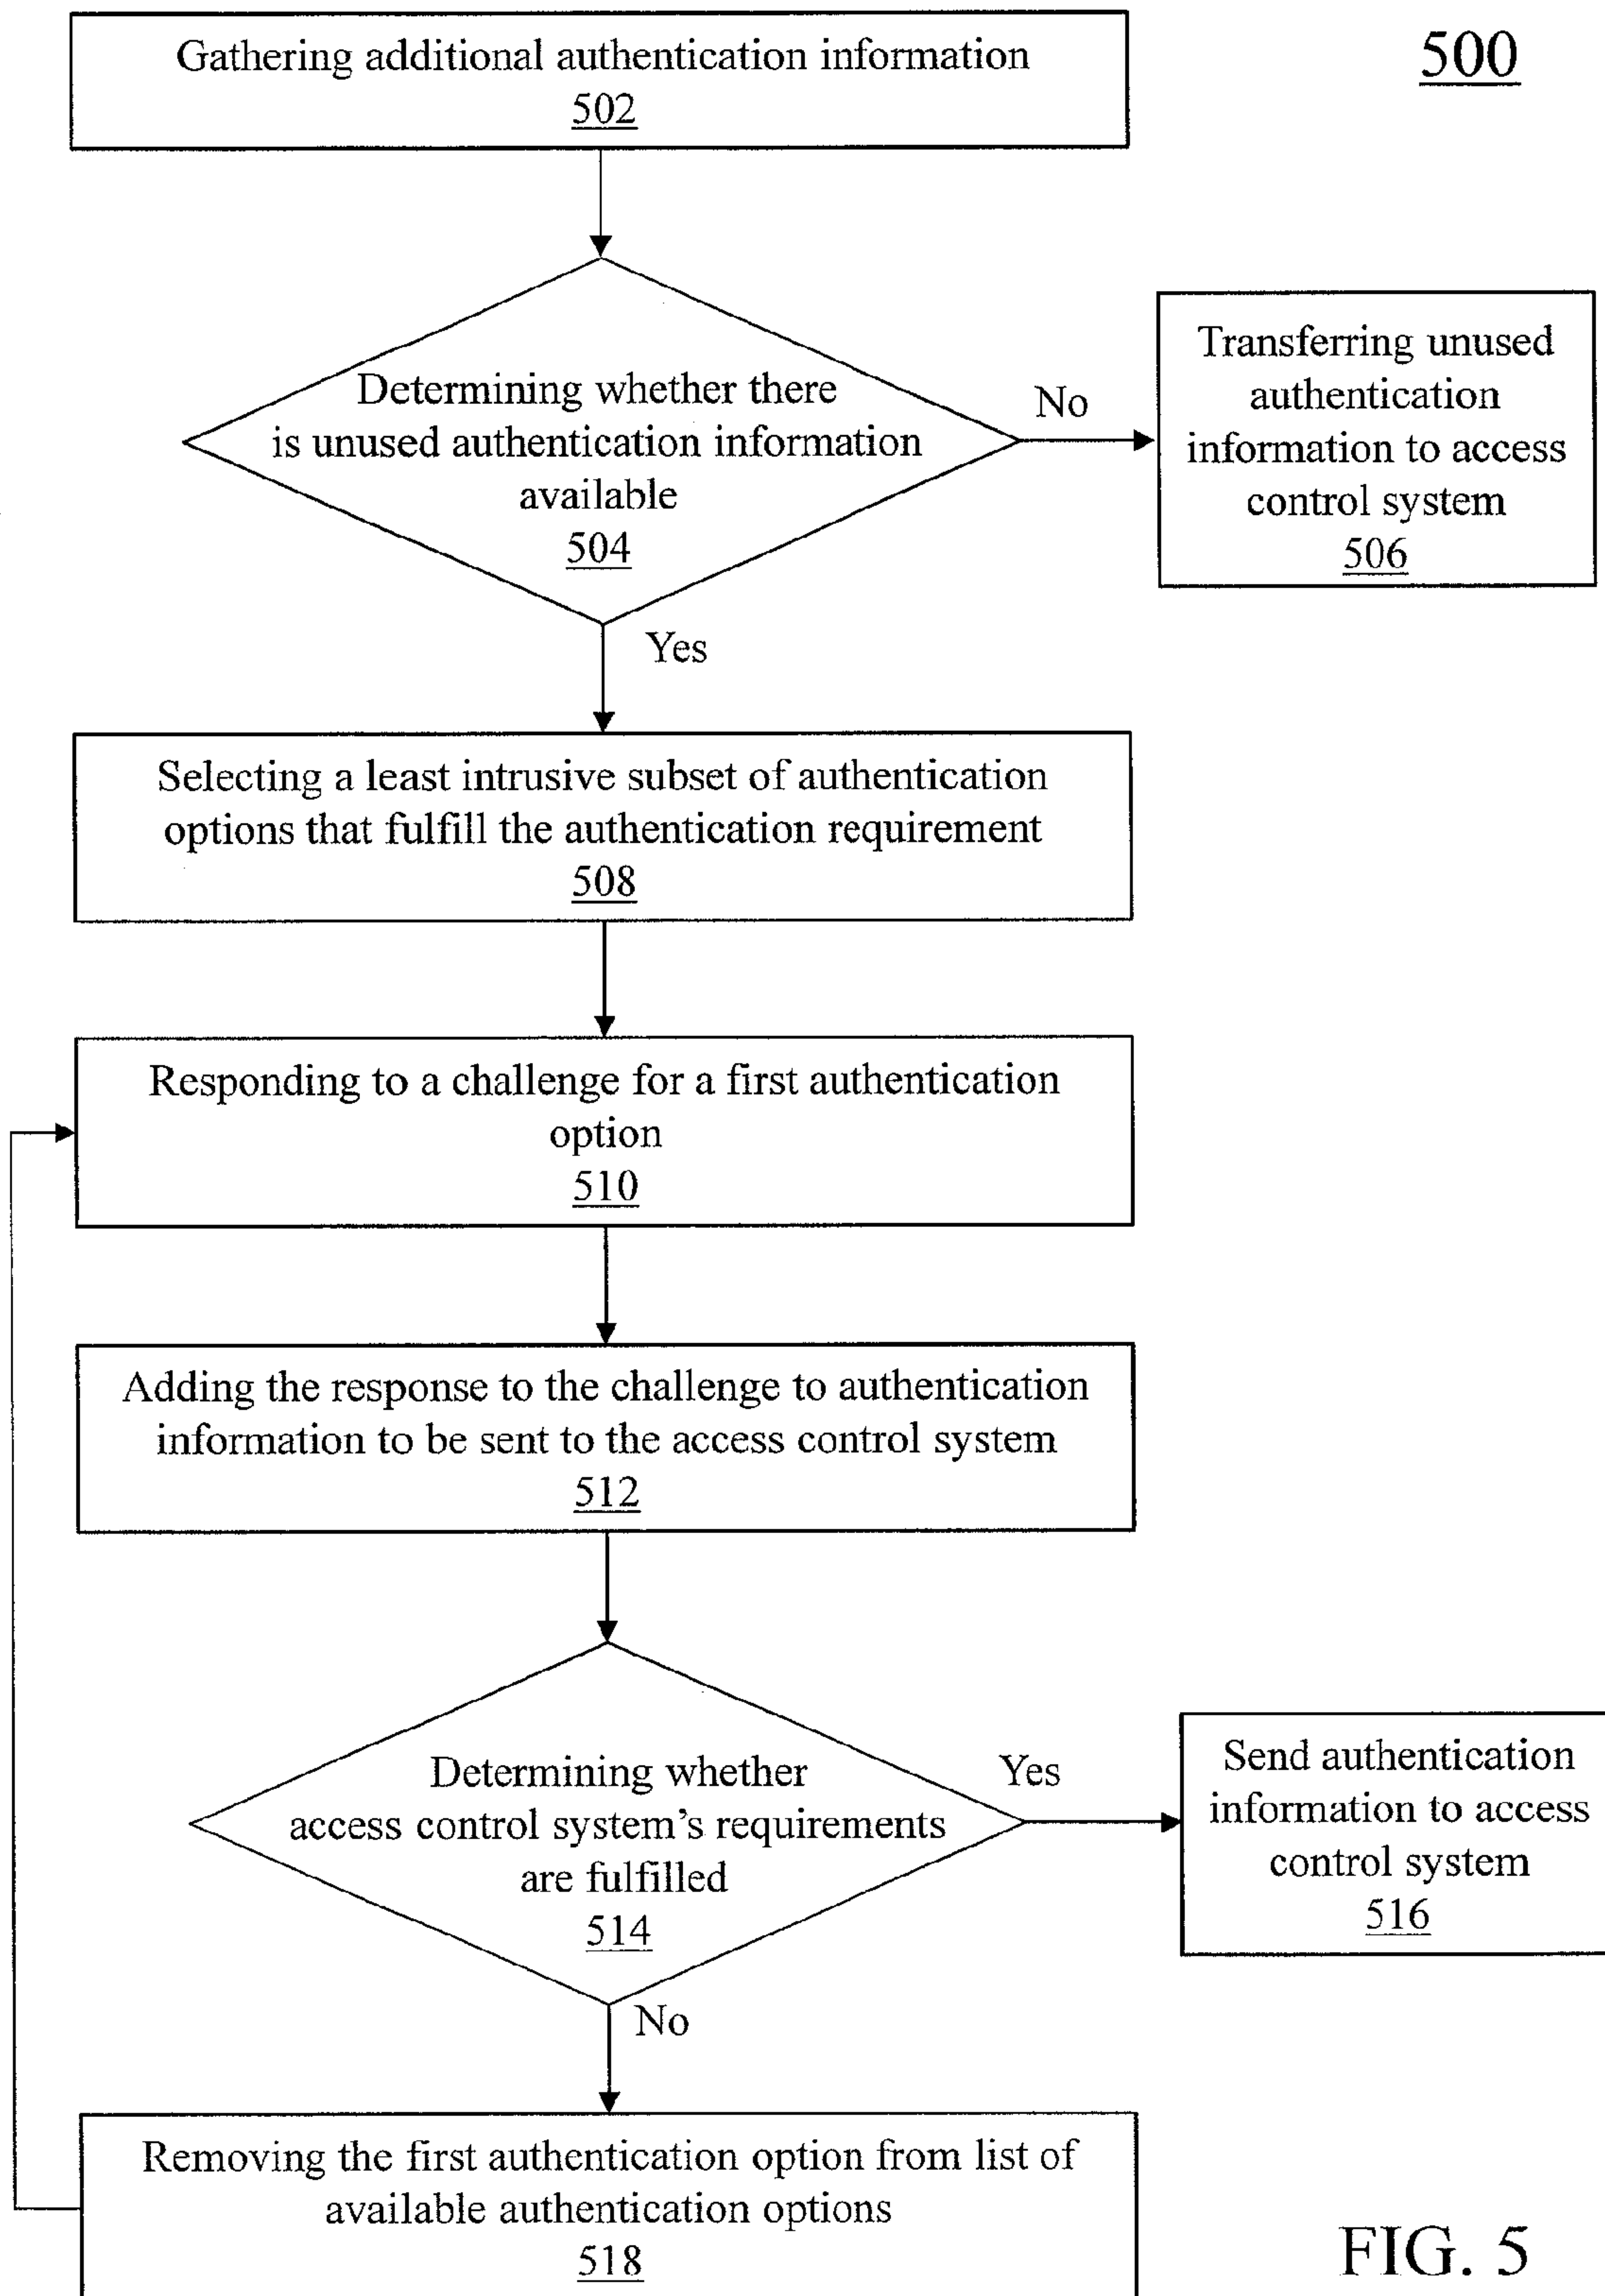 500
Gathering additional authentication information
502
Determining whether there
is unused authentication information
available
504
No
Transferring unused
authentication
information to access
control system
506
Yes
Selecting a least intrusive subset of authentication
options that fulfill the authentication requirement
508
Responding to a challenge for a first authentication
option
510
Adding the response to the challenge to authentication
information to be sent to the access control system
512
Determining whether
access control system's requirements
are fulfilled
514
Yes
Send authentication
information to access
control system
516
No
Removing the first authentication option from list of
available authentication options
518
FIG. 5